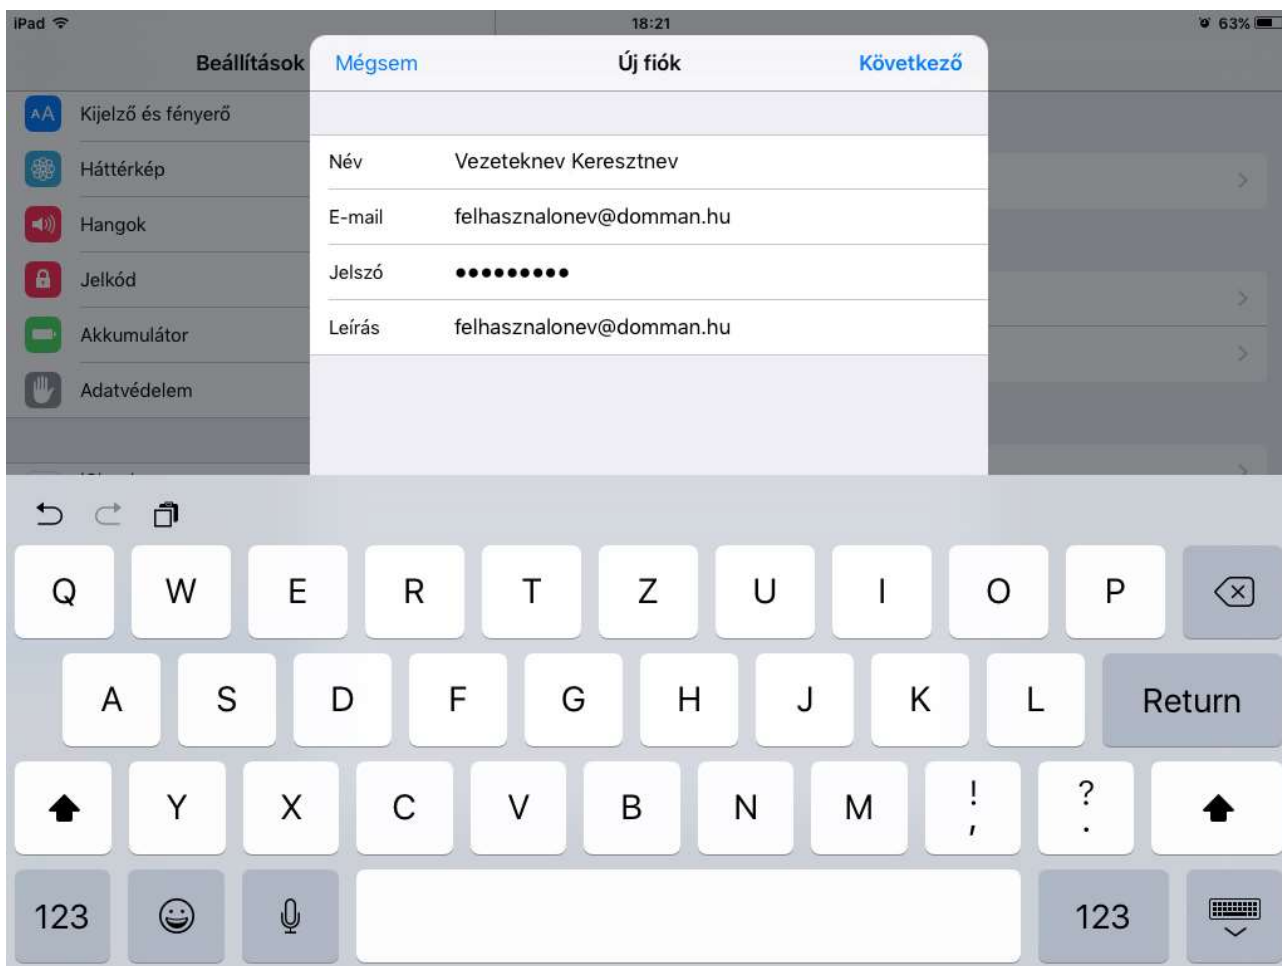 iPad 18:21 63%
Beállítások
Mégsem Új fiók Következő
AA Kijelző és fényerő
Háttérkép
Hangok
Jelkód
Akkumulátor
Adatvédelem
Név Vezeteknev Keresztnev
E-mail felhasznalonev@domman.hu
Jelszó •••••••••
Leírás felhasznalonev@domman.hu
Q W E R T Z U I O P
A S D F G H J K L Return
Y X C V B N M ! , ? .
123 123